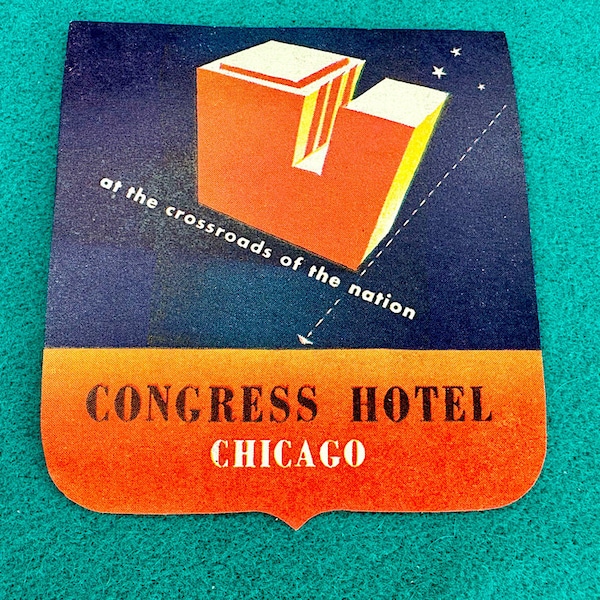 at the crossroads of the nation
CONGRESS HOTEL
CHICAGO